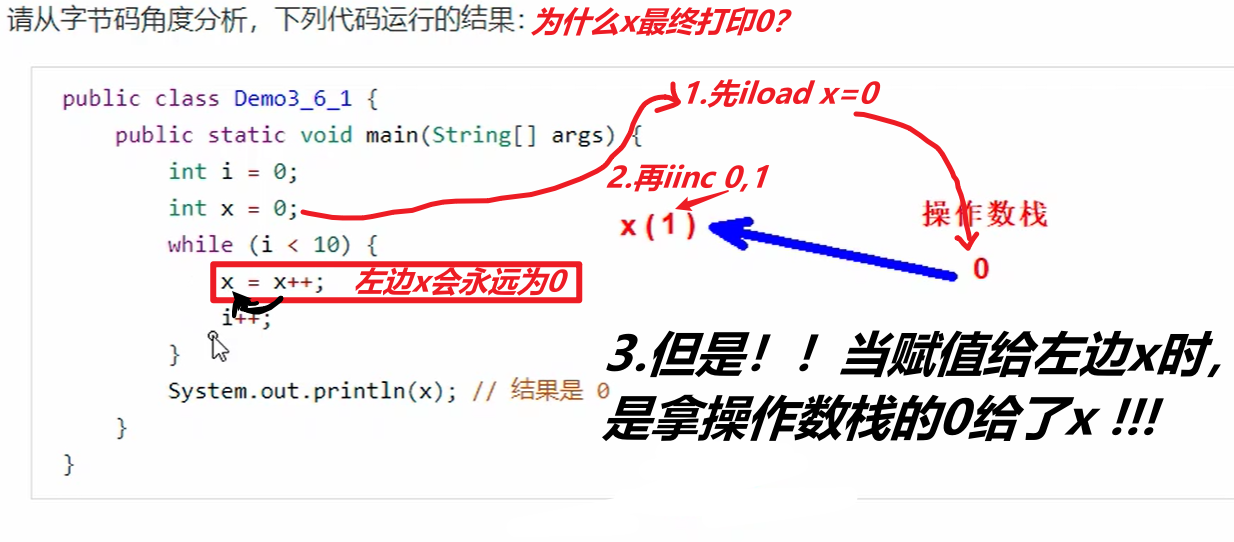 请从字节码角度分析，下列代码运行的结果：为什么x最终打印0?
public class Demo3_6_1 {
public static void main(String[] args) {
int i = 0;
int x = 0;
while (i < 10) {
x = x++;
左边x会永远为0
i++;
}
System.out.println(x); // 结果是 0
}
}
1.先iload x=0
2.再iinc 0,1
x(1)
操作数栈
0
3.但是！！当赋值给左边x时，
是拿操作数栈的0给了x !!!